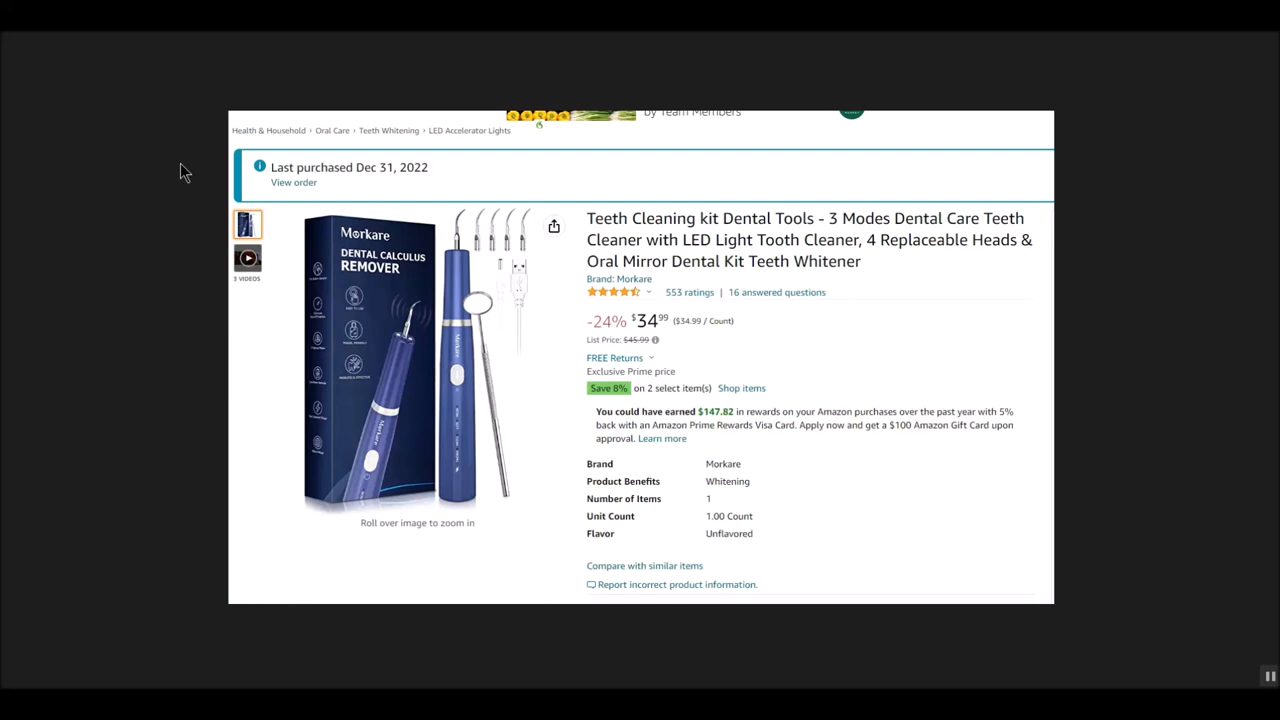 by Team Members
Health & Household › Oral Care › Teeth Whitening › LED Accelerator Lights
Last purchased Dec 31, 2022
View order
3 VIDEOS
Morkare
DENTAL CALCULUS
REMOVER
Morkare
Morkare
Roll over image to zoom in
Teeth Cleaning kit Dental Tools - 3 Modes Dental Care Teeth
Cleaner with LED Light Tooth Cleaner, 4 Replaceable Heads &
Oral Mirror Dental Kit Teeth Whitener
Brand: Morkare
553 ratings | 16 answered questions
-24% $34 99 ($34.99 / Count)
List Price: $45.99
FREE Returns
Exclusive Prime price
Save 8% on 2 select item(s) Shop items
You could have earned $147.82 in rewards on your Amazon purchases over the past year with 5%
back with an Amazon Prime Rewards Visa Card. Apply now and get a $100 Amazon Gift Card upon
approval. Learn more
Brand Morkare
Product Benefits Whitening
Number of Items 1
Unit Count 1.00 Count
Flavor Unflavored
Compare with similar items
Report incorrect product information.